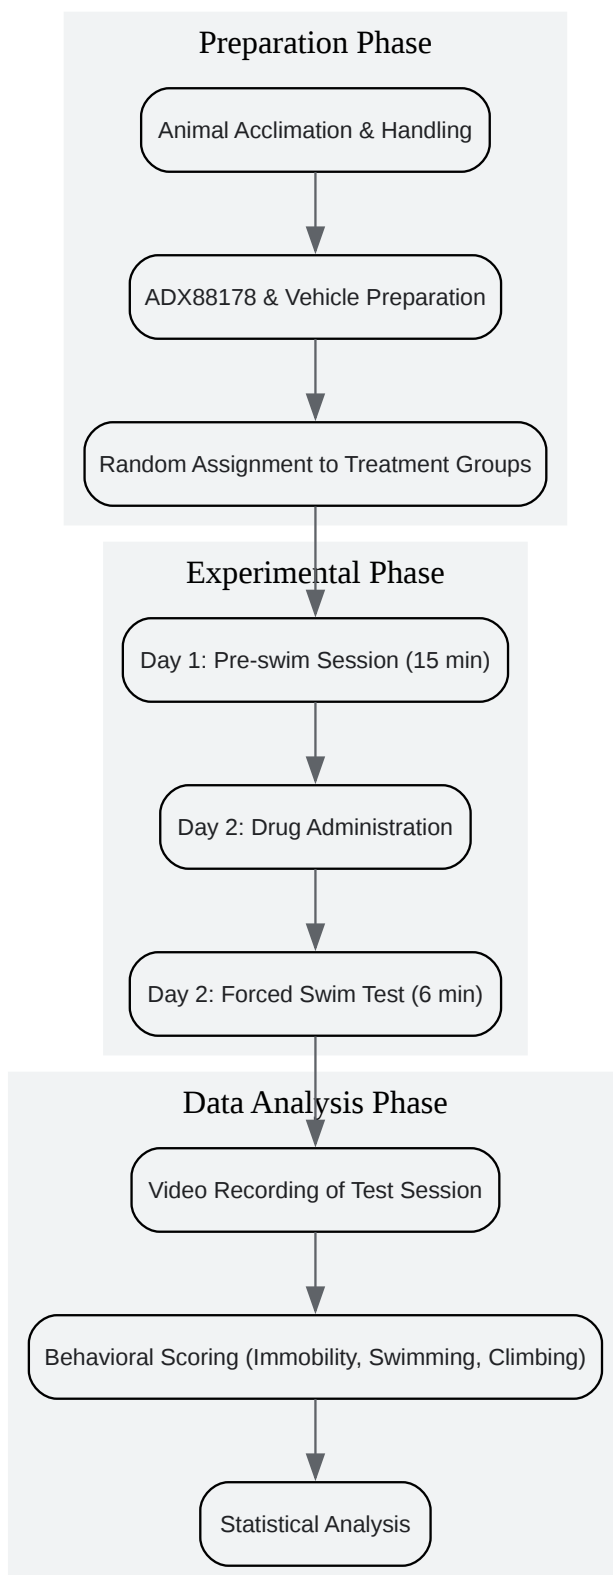 Preparation Phase
Animal Acclimation & Handling
ADX88178 & Vehicle Preparation
Random Assignment to Treatment Groups
Experimental Phase
Day 1: Pre-swim Session (15 min)
Day 2: Drug Administration
Day 2: Forced Swim Test (6 min)
Data Analysis Phase
Video Recording of Test Session
Behavioral Scoring (Immobility, Swimming, Climbing)
Statistical Analysis